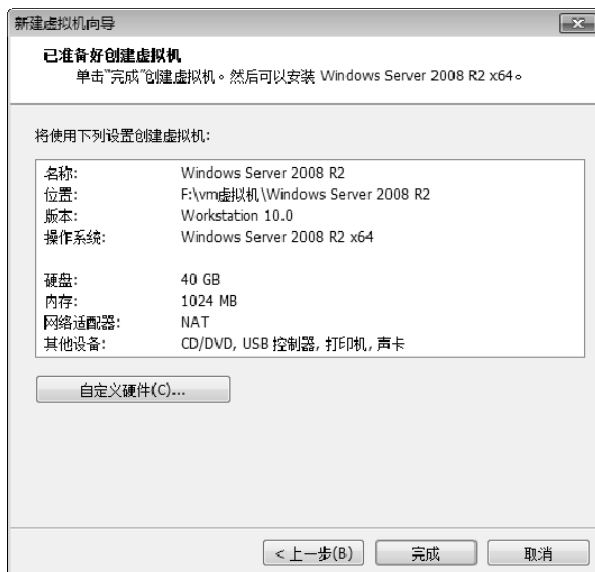 新建虚拟机向导
已准备好创建虚拟机
单击"完成"创建虚拟机。然后可以安装 Windows Server 2008 R2 x64。
将使用下列设置创建虚拟机:
名称: Windows Server 2008 R2
位置: F:\vm虚拟机\Windows Server 2008 R2
版本: Workstation 10.0
操作系统: Windows Server 2008 R2 x64
硬盘: 40 GB
内存: 1024 MB
网络适配器: NAT
其他设备: CD/DVD, USB 控制器, 打印机, 声卡
自定义硬件(C)...
<上一步(B) 完成 取消